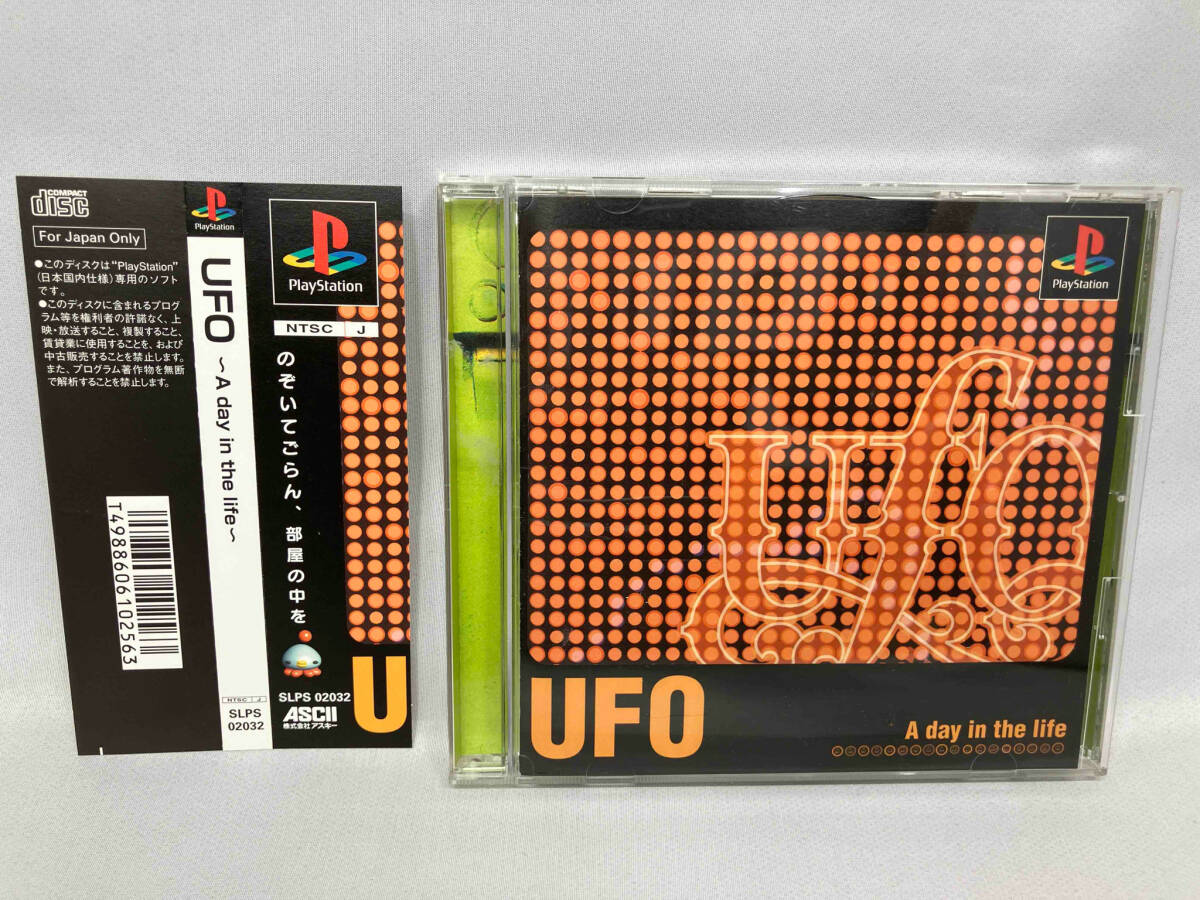 COMPACT
disc
For Japan Only
●このディスクは"PlayStation"
(日本国内仕様)専用のソフト
です。
●このディスクに含まれるプログ
ラム等を権利者の許諾なく、上
映・放送すること、複製すること、
賃貸業に使用すること、および
中古販売することを禁止します。
また、プログラム著作物を無断
で解析することを禁止します。
T4988606102563
PlayStation
UFO ~A day in the life~
NTSC J
SLPS
02032
PlayStation
NTSC J
のぞいてごらん、部屋の中を
SLPS 02032
ASCII
株式会社アスキー
U
PlayStation
UFO
UFO
A day in the life